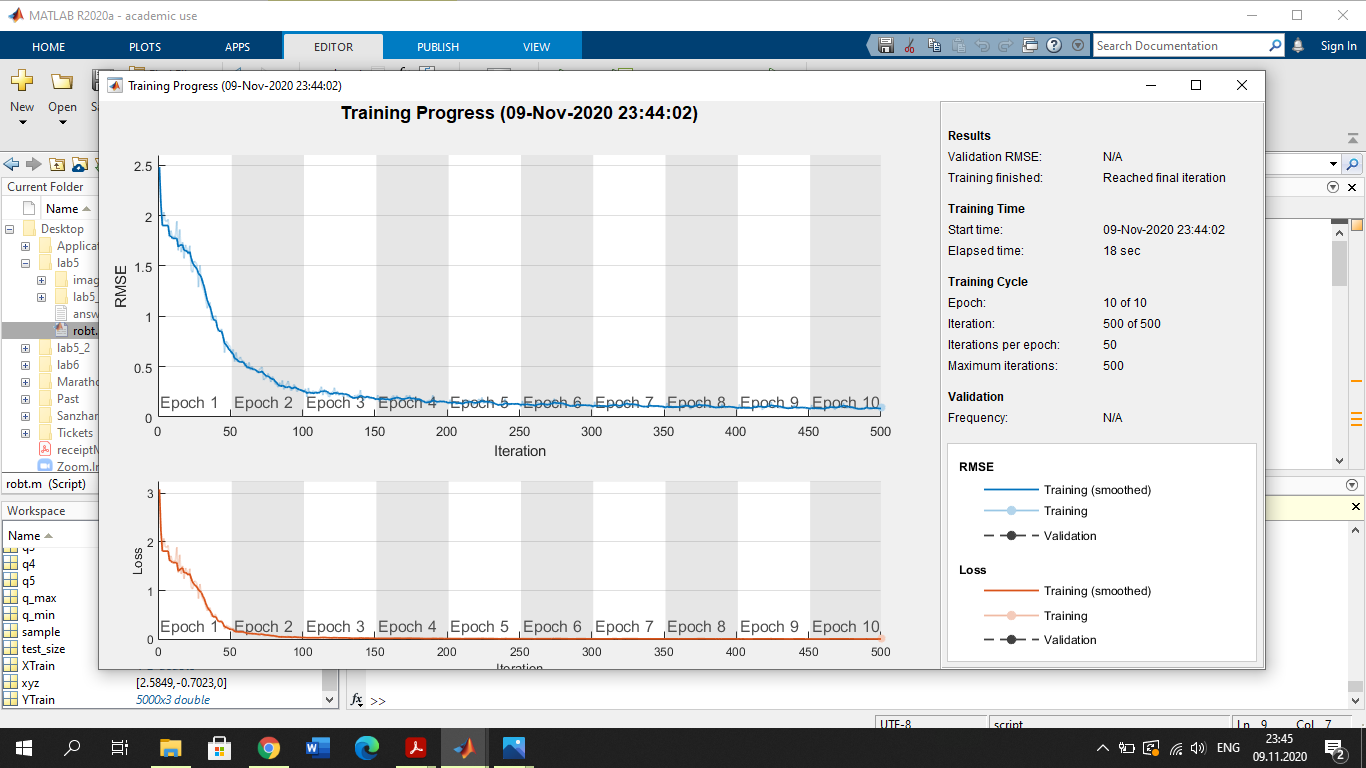 MATLAB R2020a - academic use
HOME PLOTS APPS EDITOR PUBLISH VIEW
Search Documentation
Sign In
New Open
Training Progress (09-Nov-2020 23:44:02)
Training Progress (09-Nov-2020 23:44:02)
RMSE
2.5
2
1.5
1
0.5
0
Epoch 1 Epoch 2 Epoch 3 Epoch 4 Epoch 5 Epoch 6 Epoch 7 Epoch 8 Epoch 9 Epoch 10
0 50 100 150 200 250 300 350 400 450 500
Iteration
Loss
3
2
1
0
Epoch 1 Epoch 2 Epoch 3 Epoch 4 Epoch 5 Epoch 6 Epoch 7 Epoch 8 Epoch 9 Epoch 10
0 50 100 150 200 250 300 350 400 450 500
Iteration
Results
Validation RMSE: N/A
Training finished: Reached final iteration
Training Time
Start time: 09-Nov-2020 23:44:02
Elapsed time: 18 sec
Training Cycle
Epoch: 10 of 10
Iteration: 500 of 500
Iterations per epoch: 50
Maximum iterations: 500
Validation
Frequency: N/A
RMSE
Training (smoothed)
Training
Validation
Loss
Training (smoothed)
Training
Validation
Current Folder
Name
Desktop
Applicat
lab5
imag
lab5_
answ
robt.
lab5_2
lab6
Maratho
Past
Sanzhar
Tickets
receiptM
Zoom.In
robt.m (Script)
Workspace
Name
q4
q5
q_max
q_min
sample
test_size
XTrain
xyz [2.5849,-0.7023,0]
YTrain 5000x3 double
fx >>
UTF-8 script Ln 9 Col 7
ENG
23:45
09.11.2020
2